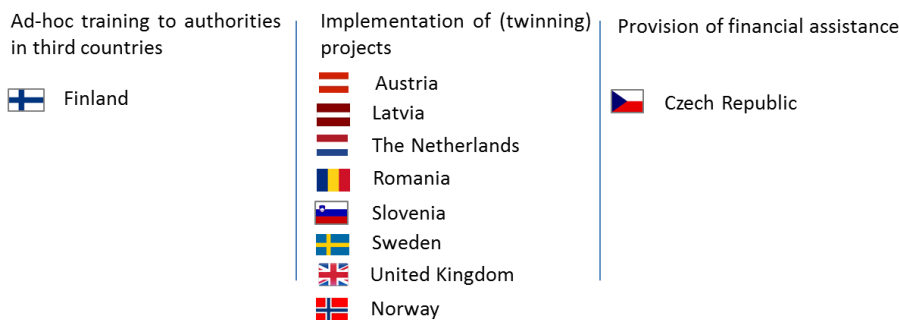 Ad-hoc training to authorities
in third countries
Finland
Implementation of (twinning)
projects
Austria
Latvia
The Netherlands
Romania
Slovenia
Sweden
United Kingdom
Norway
Provision of financial assistance
Czech Republic